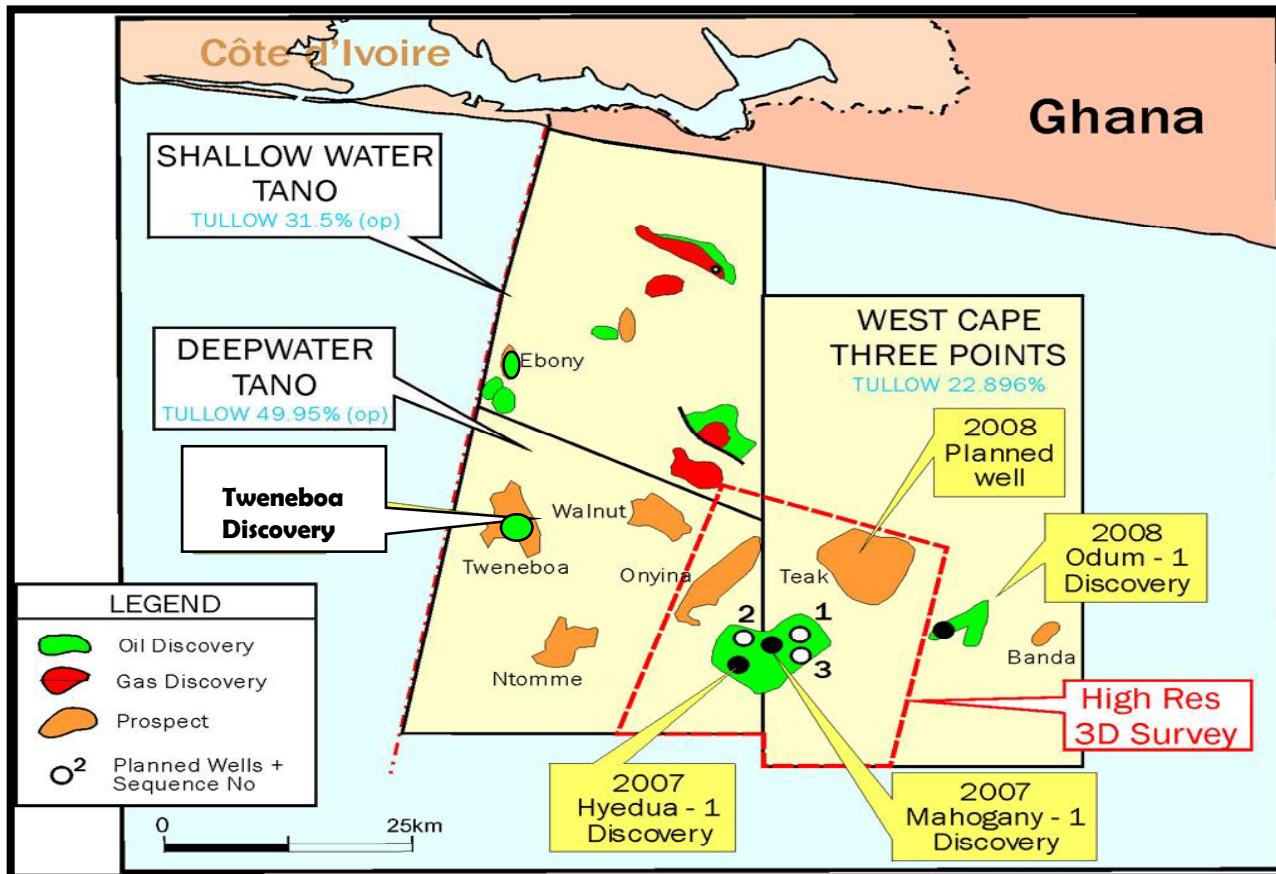 Côte d'Ivoire
Ghana
SHALLOW WATER
TANO
TULLOW 31.5% (op)
DEEPWATER
TANO
TULLOW 49.95% (op)
WEST CAPE
THREE POINTS
TULLOW 22.896%
Ebony
2008
Planned
well
Tweneboa
Discovery
Walnut
Tweneboa
Onyina
Teak
2008
Odum - 1
Discovery
Ntomme
2
1
3
Banda
High Res
3D Survey
LEGEND
Oil Discovery
Gas Discovery
Prospect
2 Planned Wells +
Sequence No
2007
Hyedua - 1
Discovery
2007
Mahogany - 1
Discovery
0 25km